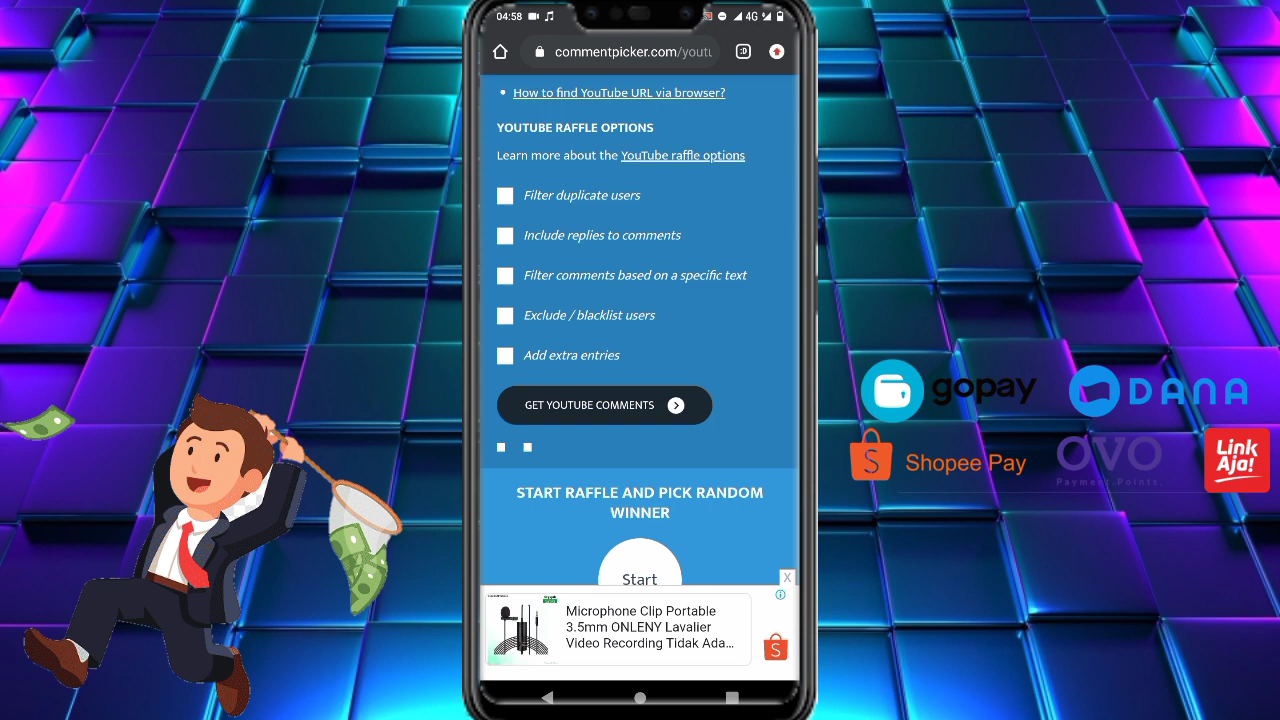 04:58
4G
commentpicker.com/youtu
:D
How to find YouTube URL via browser?
YOUTUBE RAFFLE OPTIONS
Learn more about the YouTube raffle options
Filter duplicate users
Include replies to comments
Filter comments based on a specific text
Exclude / blacklist users
Add extra entries
GET YOUTUBE COMMENTS
START RAFFLE AND PICK RANDOM
WINNER
Start
X
Microphone Clip Portable
3.5mm ONLENY Lavalier
Video Recording Tidak Ada...
S
gopay
DANA
S
Shopee Pay
OVO
Payment.Points.
Link
Aja!